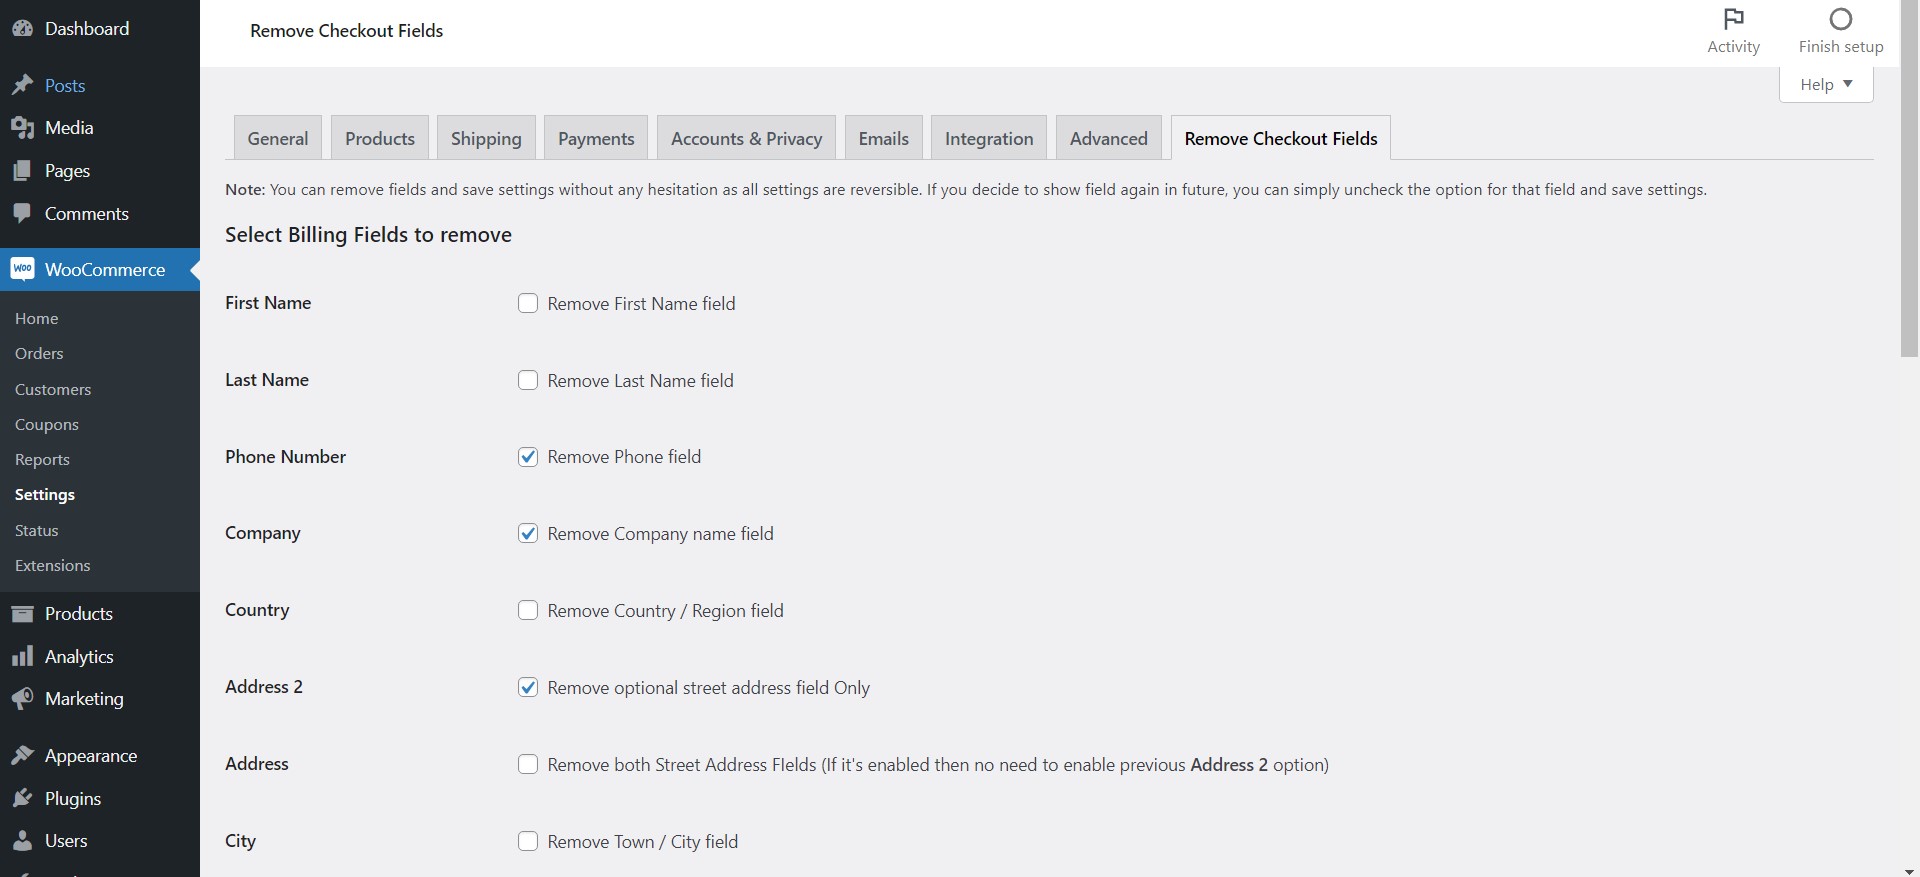 Dashboard
Posts
Media
Pages
Comments
Woo WooCommerce
Home
Orders
Customers
Coupons
Reports
Settings
Status
Extensions
Products
Analytics
Marketing
Appearance
Plugins
Users
Remove Checkout Fields
Activity
Finish setup
Help
General Products Shipping Payments Accounts & Privacy Emails Integration Advanced Remove Checkout Fields
Note: You can remove fields and save settings without any hesitation as all settings are reversible. If you decide to show field again in future, you can simply uncheck the option for that field and save settings.
Select Billing Fields to remove
First Name Remove First Name field
Last Name Remove Last Name field
Phone Number Remove Phone field
Company Remove Company name field
Country Remove Country / Region field
Address 2 Remove optional street address field Only
Address Remove both Street Address FIelds (If it's enabled then no need to enable previous Address 2 option)
City Remove Town / City field